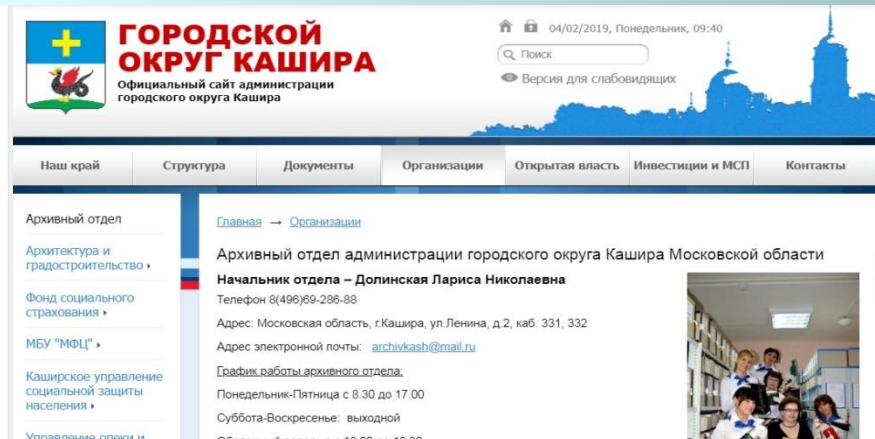 ГОРОДСКОЙ
ОКРУГ КАШИРА
Официальный сайт администрации
городского округа Кашира
04/02/2019, Понедельник, 09:40
Поиск
Версия для слабовидящих
Наш край Структура Документы Организации Открытая власть Инвестиции и МСП Контакты
Архивный отдел
Архитектура и
градостроительство
Фонд социального
страхования
МБУ "МФЦ"
Каширское управление
социальной защиты
населения
Управление опеки и
Главная → Организации
Архивный отдел администрации городского округа Кашира Московской области
Начальник отдела – Долинская Лариса Николаевна
Телефон 8(496)69-286-88
Адрес: Московская область, г.Кашира, ул.Ленина, д.2, каб. 331, 332
Адрес электронной почты: archivkash@mail.ru
График работы архивного отдела:
Понедельник-Пятница с 8.30 до 17.00
Суббота-Воскресенье: выходной